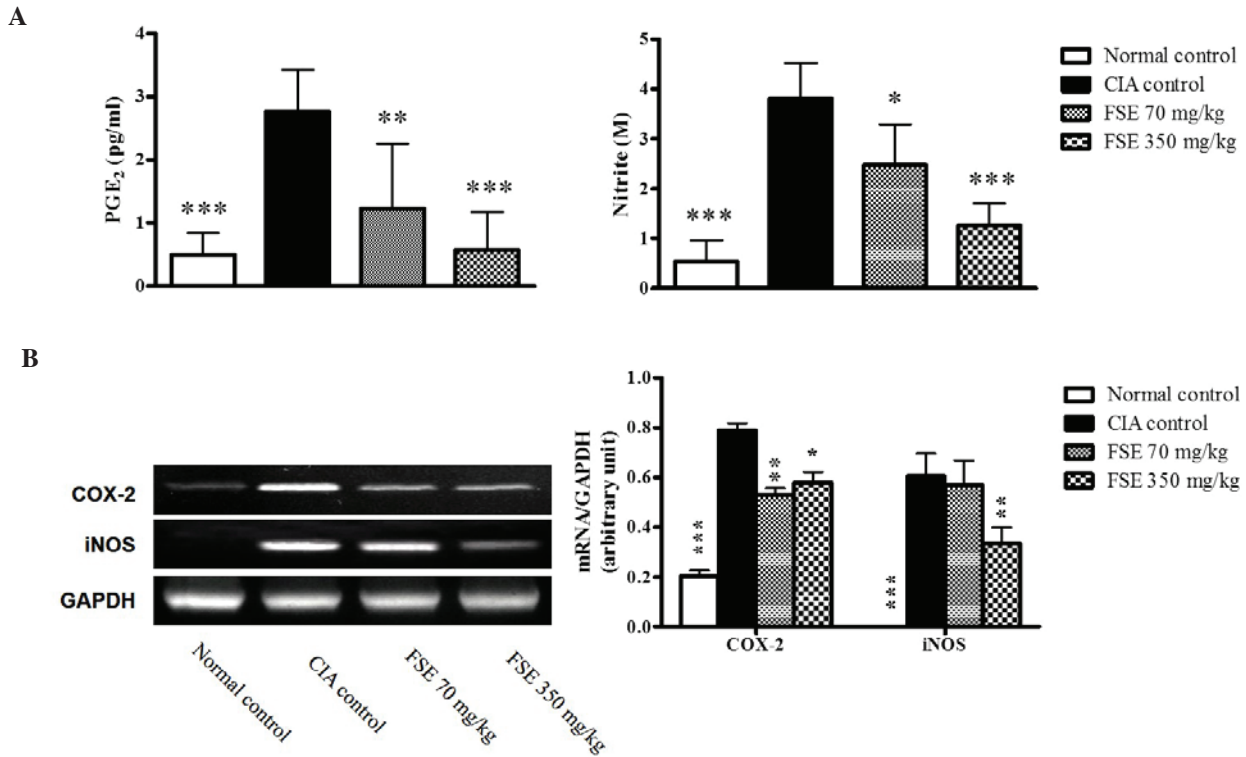 A
PGE2 (pg/ml)
4
3
2
1
0
***
**
***
Nitrite (M)
5
4
3
2
1
0
***
*
***
Normal control
CIA control
FSE 70 mg/kg
FSE 350 mg/kg
B
COX-2
iNOS
GAPDH
Normal control
CIA control
FSE 70 mg/kg
FSE 350 mg/kg
mRNA/GAPDH
(arbitrary unit)
1.0
0.8
0.6
0.4
0.2
0.0
***
**
*
***
**
COX-2
iNOS
Normal control
CIA control
FSE 70 mg/kg
FSE 350 mg/kg